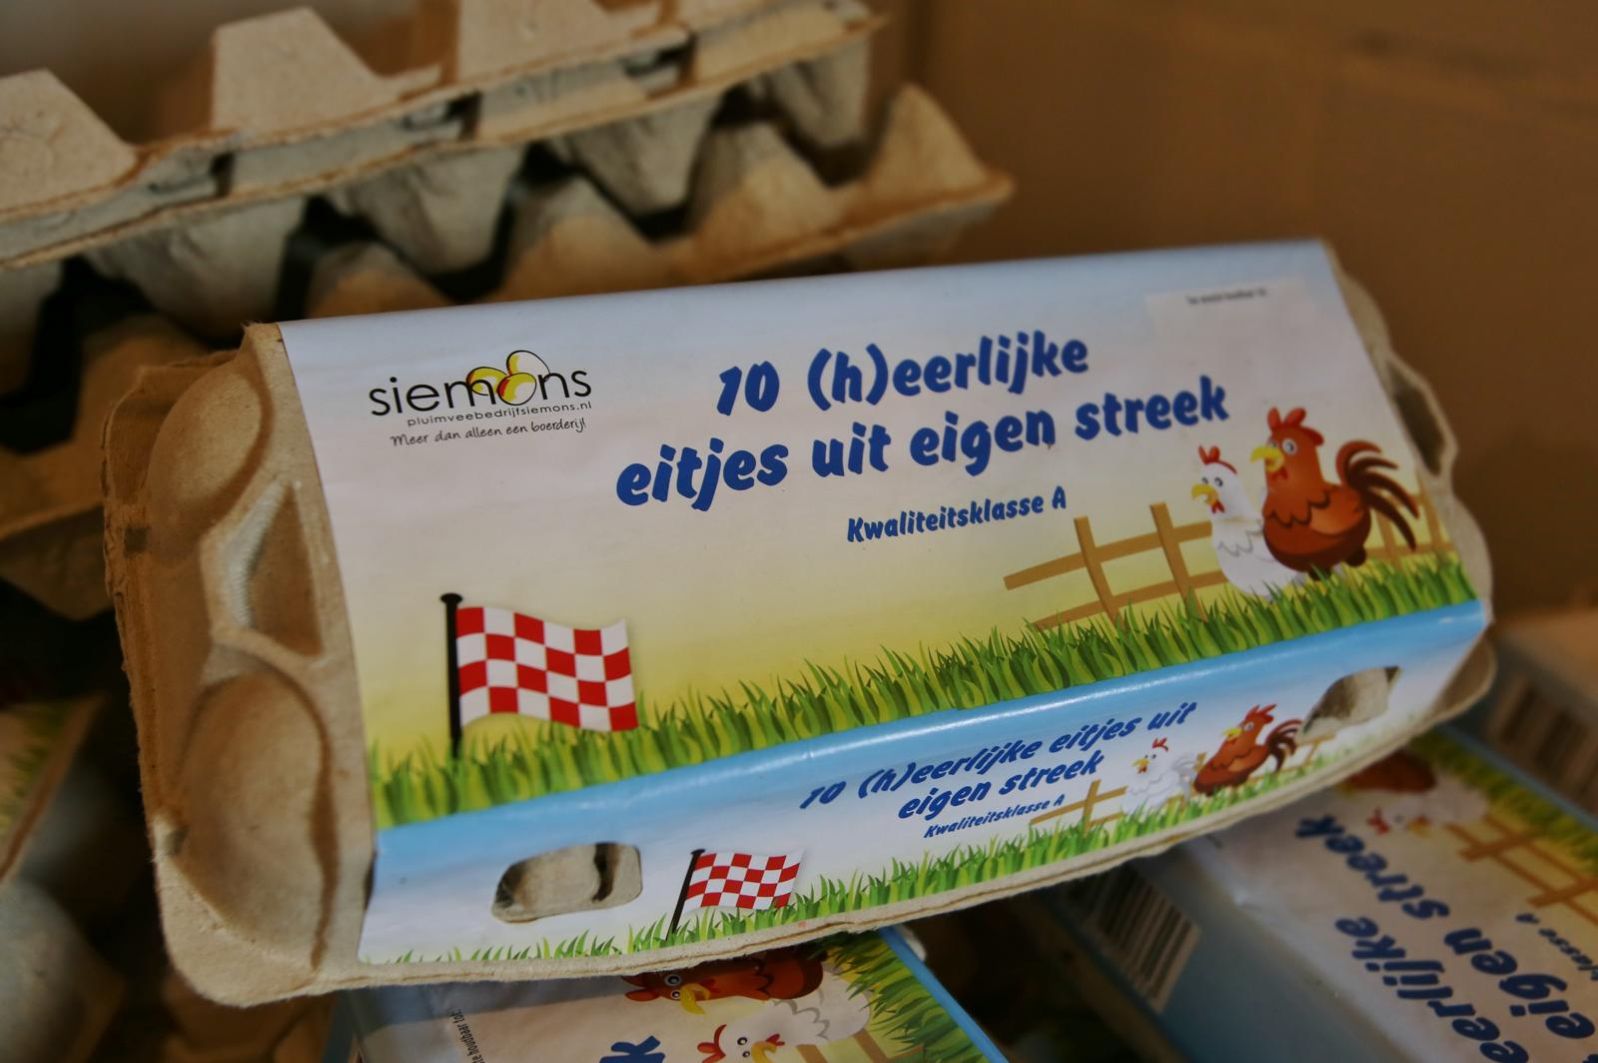 siemons
pluimveebedrijfsiemons.nl
Meer dan alleen een boerderij!
10 (h)eerlijke
eitjes uit eigen streek
Kwaliteitsklasse A
10 (h)eerlijke eitjes uit
eigen streek
Kwaliteitsklasse A
eerlijke
streek
eigen
klasse A
k